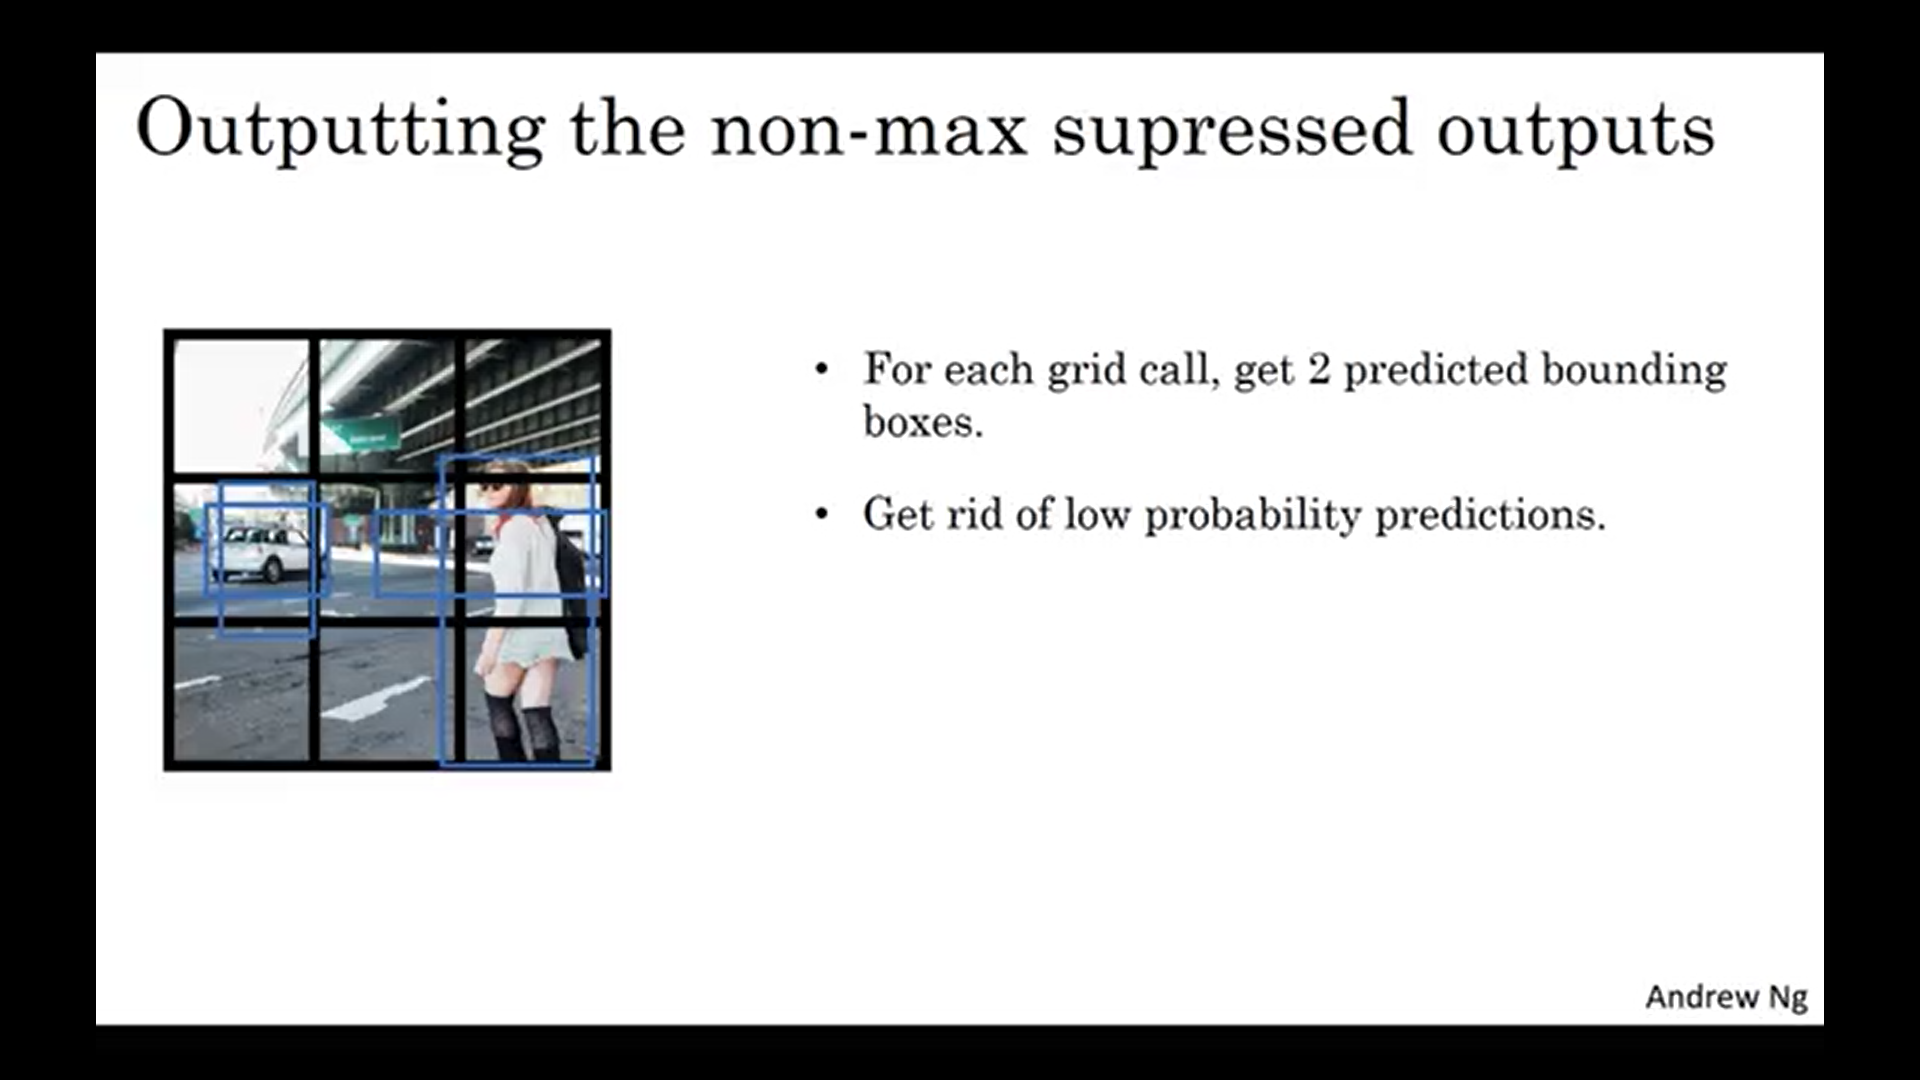 Outputting the non-max supressed outputs
• For each grid call, get 2 predicted bounding
boxes.
• Get rid of low probability predictions.
Andrew Ng